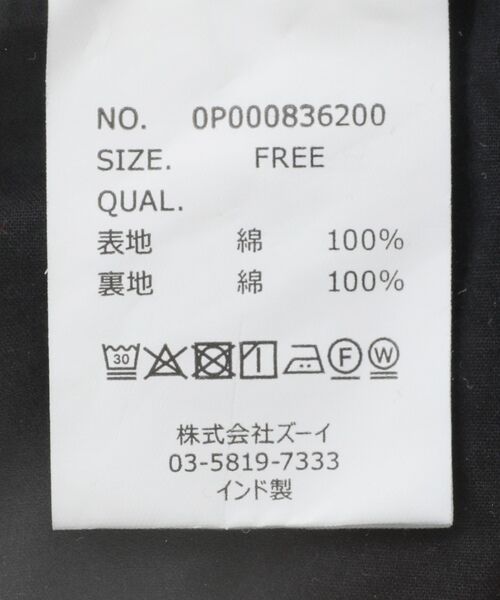 NO. 0P000836200
SIZE. FREE
QUAL.
表地 綿 100%
裏地 綿 100%
30 F W
株式会社ズーイ
03-5819-7333
インド製